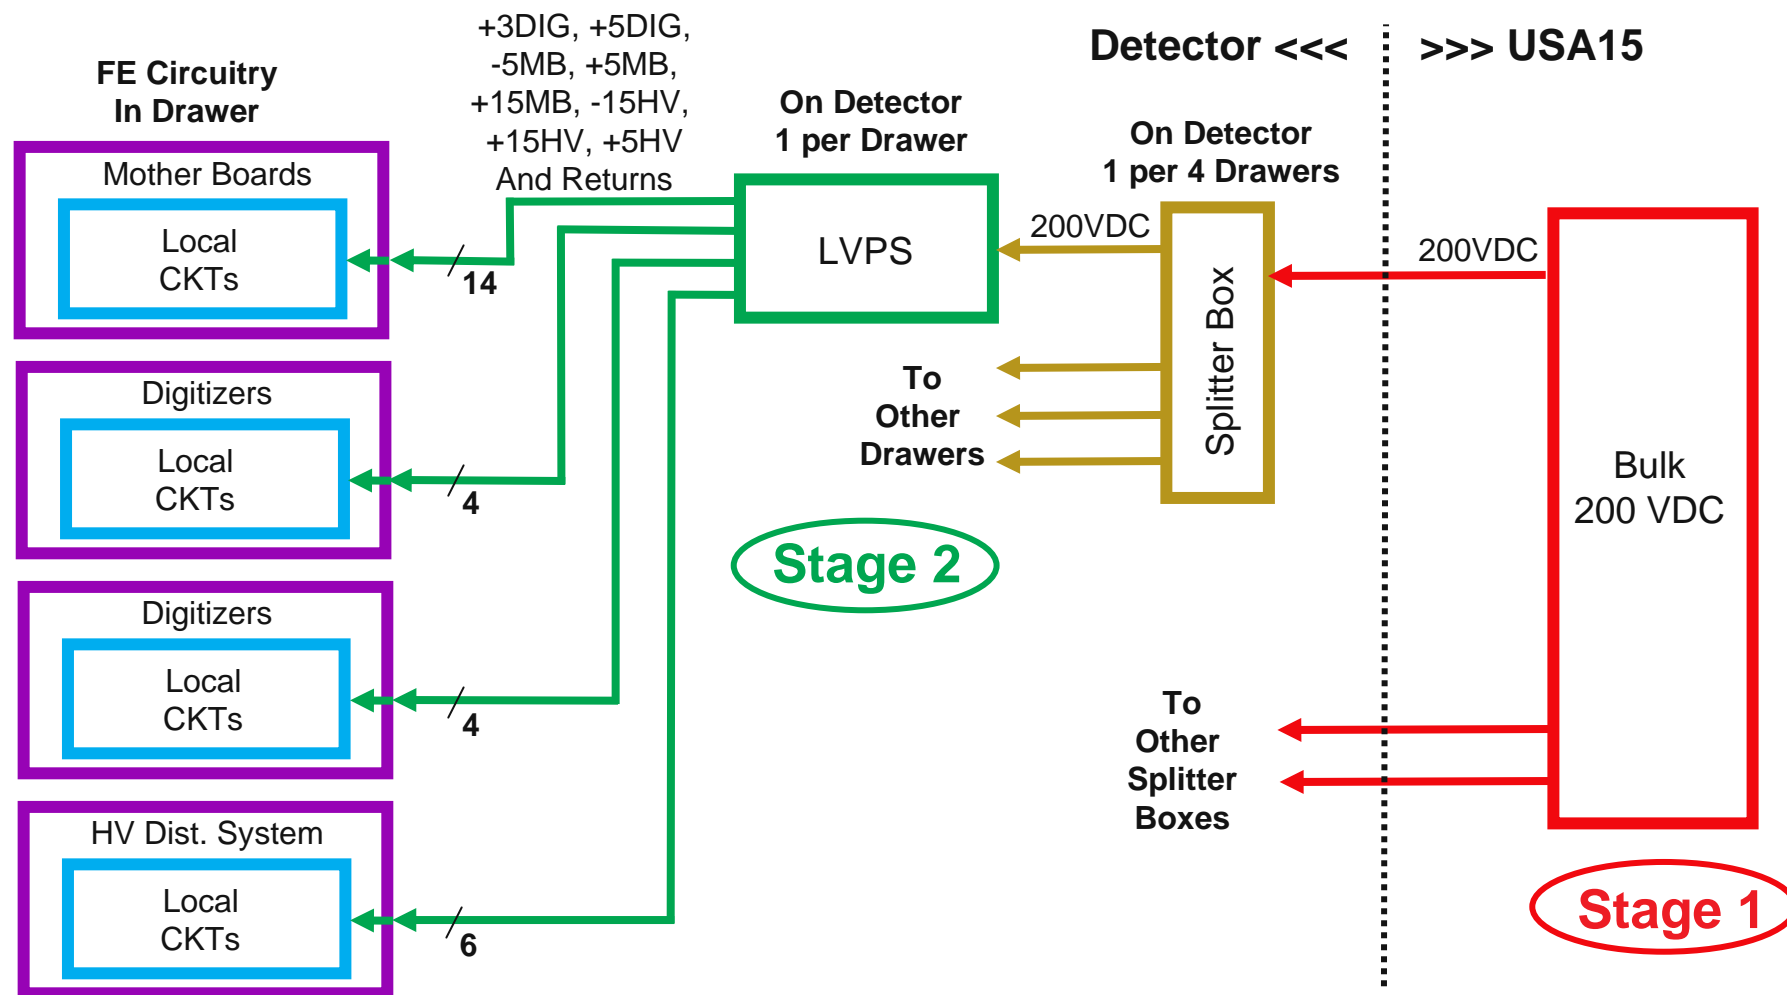 +3DIG, +5DIG,
-5MB, +5MB,
+15MB, -15HV,
+15HV, +5HV
And Returns
Detector <<<
>>> USA15
FE Circuitry
In Drawer
On Detector
1 per Drawer
On Detector
1 per 4 Drawers
Mother Boards
Local
CKTs
14
LVPS
200VDC
Splitter Box
200VDC
Bulk
200 VDC
To
Other
Drawers
Digitizers
Local
CKTs
4
Stage 2
Digitizers
Local
CKTs
4
To
Other
Splitter
Boxes
HV Dist. System
Local
CKTs
6
Stage 1